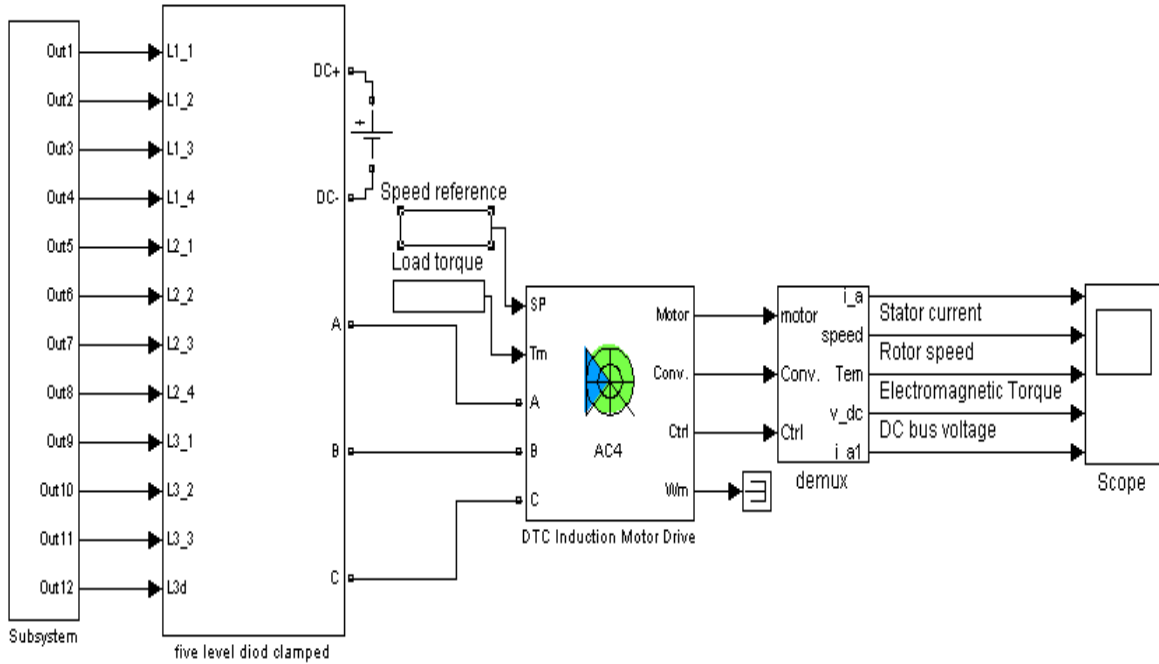 Out1
Out2
Out3
Out4
Out5
Out6
Out7
Out8
Out9
Out10
Out11
Out12
Subsystem
L1_1
L1_2
L1_3
L1_4
L2_1
L2_2
L2_3
L2_4
L3_1
L3_2
L3_3
L3d
DC+
DC-
A
B
C
five level diod clamped
+
Speed reference
Load torque
SP
Tm
A
B
C
Motor
Conv.
Ctrl
Wm
AC4
DTC Induction Motor Drive
motor
Conv.
Ctrl
i_a
speed
Tem
v_dc
i_a1
demux
Stator current
Rotor speed
Electromagnetic Torque
DC bus voltage
Scope